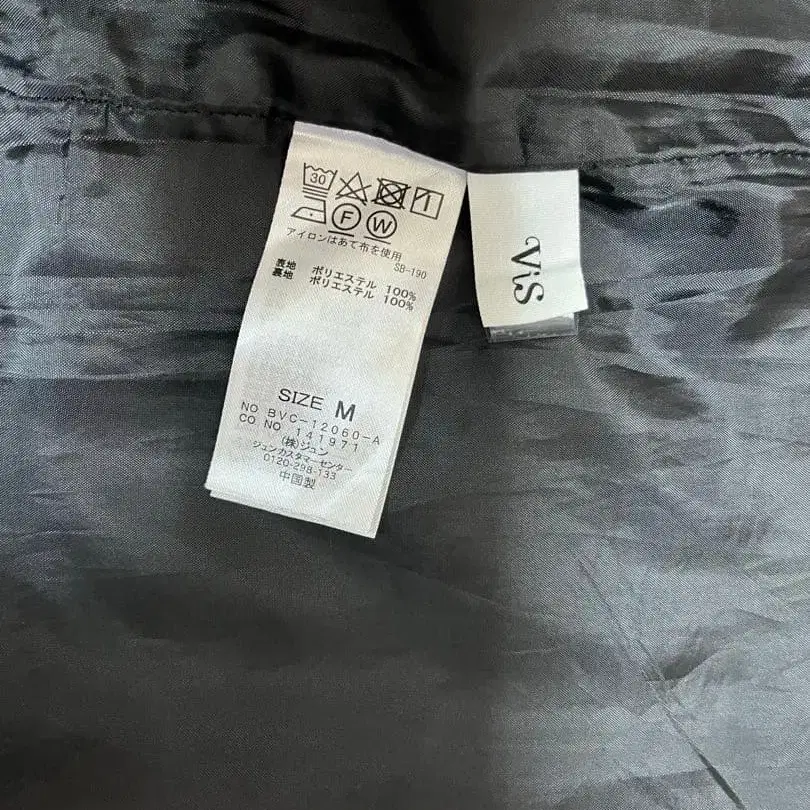 30
F W
アイロンはあて布を使用
SB-190
表地 ポリエステル 100%
裏地 ポリエステル 100%
SIZE M
NO BVC-12060-A
CO NO 141971
(株)ジュン
ジュンカスタマーセンター
0120-298-133
中国製
ViS